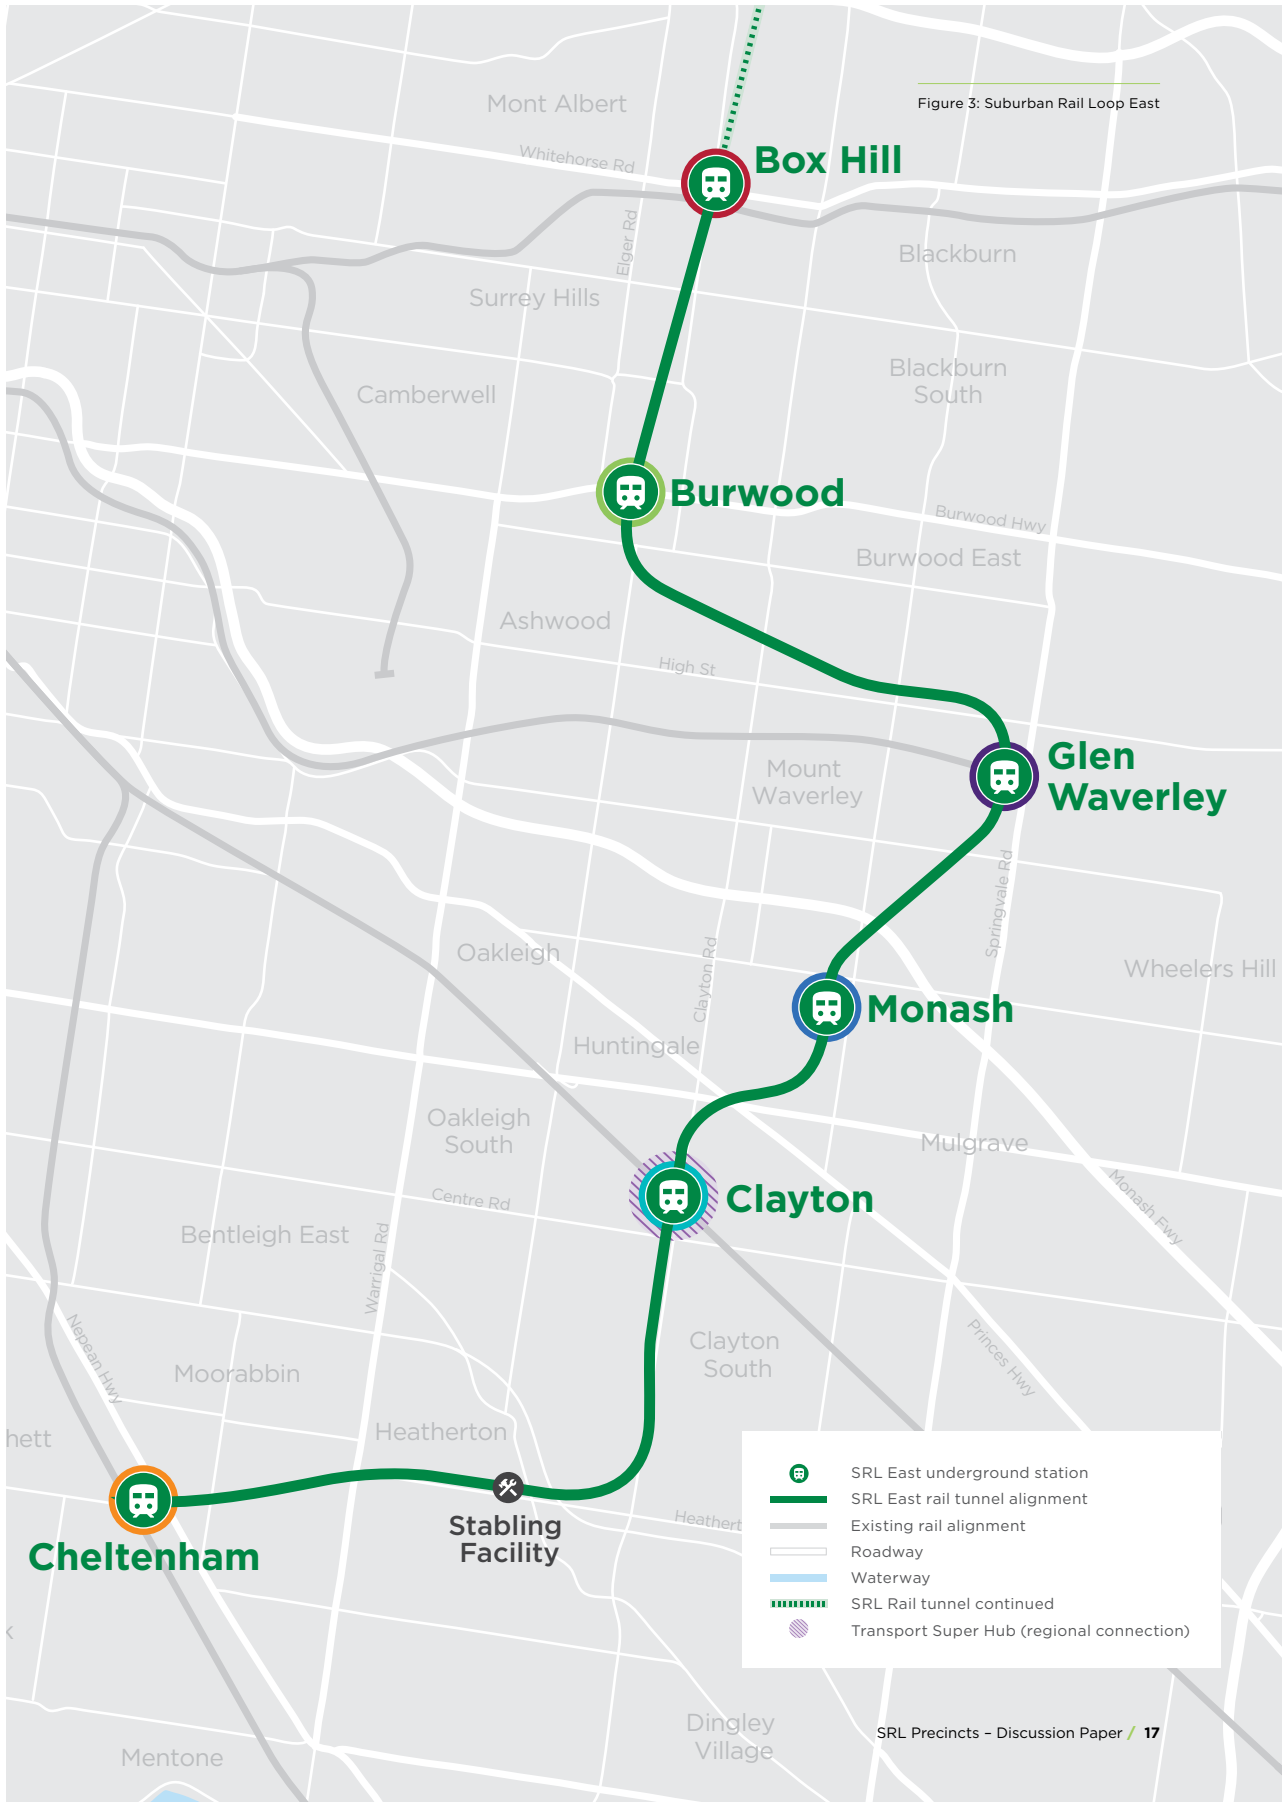 Figure 3: Suburban Rail Loop East
Mont Albert
Whitehorse Rd
Box Hill
Elger Rd
Blackburn
Surrey Hills
Blackburn
South
Camberwell
Burwood
Burwood Hwy
Burwood East
Ashwood
High St
Glen
Waverley
Mount
Waverley
Springvale Rd
Oakleigh
Clayton Rd
Wheelers Hill
Monash
Huntingale
Oakleigh
South
Mulgrave
Monash Fwy
Centre Rd
Clayton
Bentleigh East
Warrigal Rd
Nepean Hwy
Princes Hwy
Clayton
South
Moorabbin
Heatherton
hett
Stabling
Facility
Heathert
Cheltenham
SRL East underground station
SRL East rail tunnel alignment
Existing rail alignment
Roadway
Waterway
SRL Rail tunnel continued
Transport Super Hub (regional connection)
k
Dingley
Village
Mentone
SRL Precincts – Discussion Paper / 17